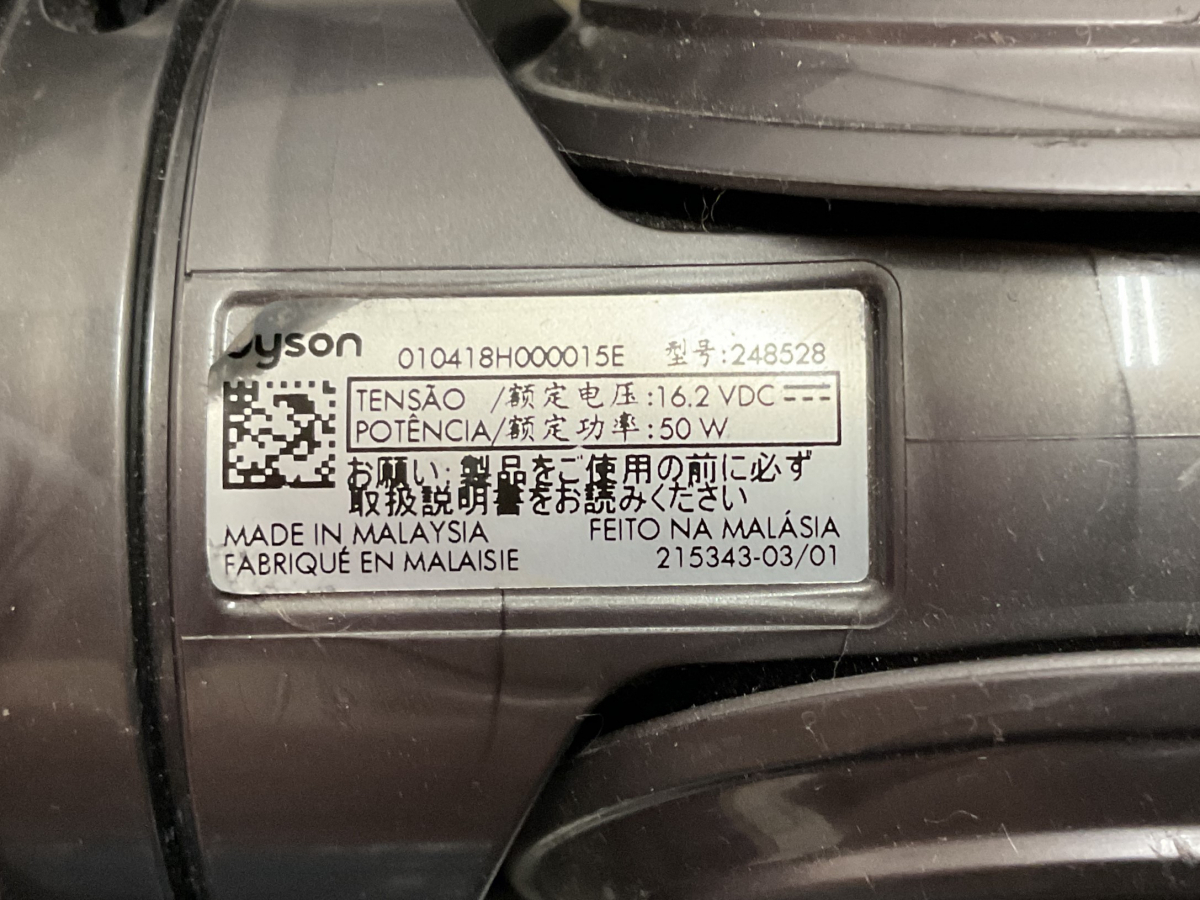 dyson 010418H000015E 型号:248528
TENSÃO /额定电压:16.2 VDC
POTÊNCIA/额定功率:50 W
お願い:製品をご使用の前に必ず
取扱説明書をお読みください
MADE IN MALAYSIA FEITO NA MALÁSIA
FABRIQUÉ EN MALAISIE 215343-03/01